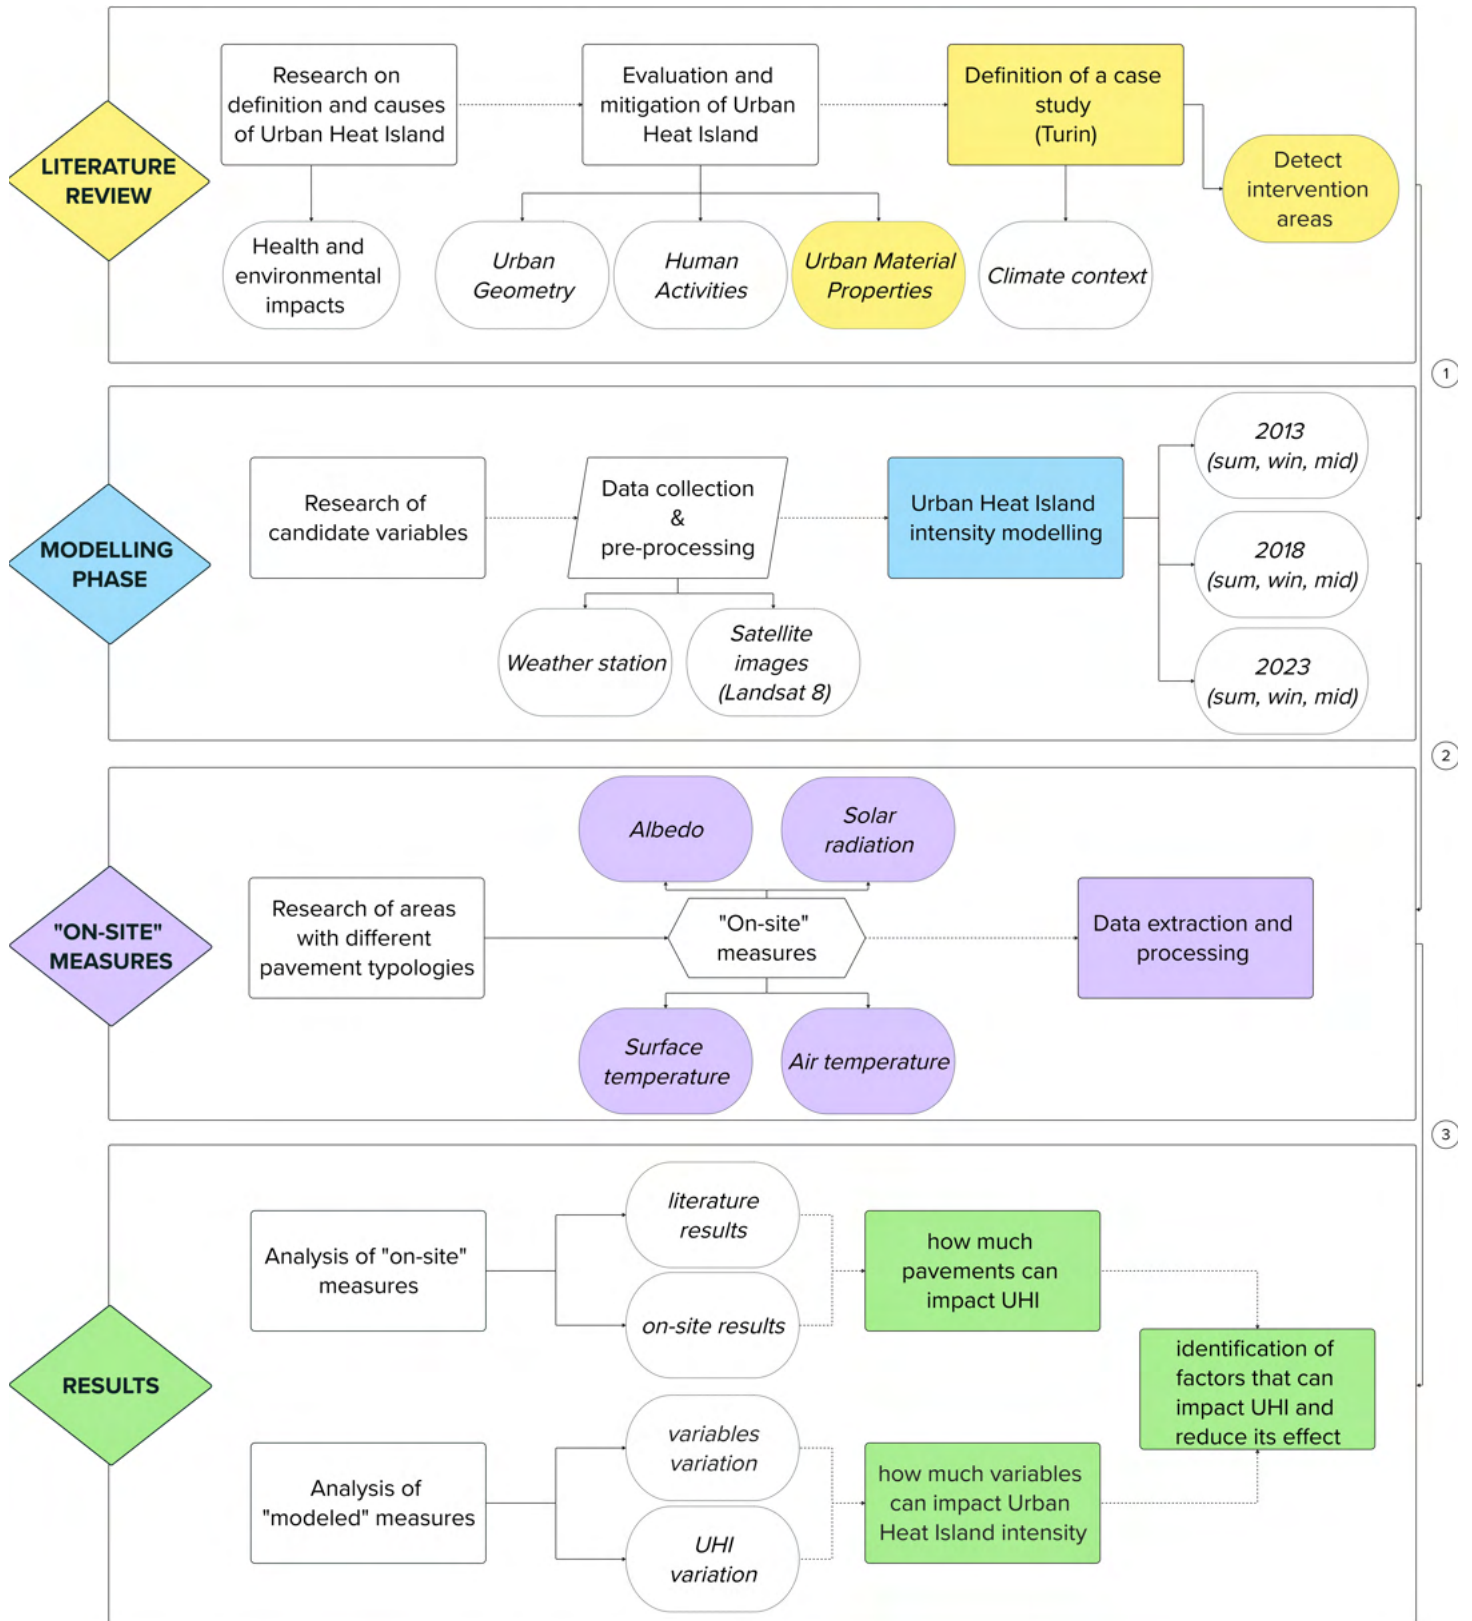 LITERATURE
REVIEW
Research on
definition and causes
of Urban Heat Island
Evaluation and
mitigation of Urban
Heat Island
Definition of a case
study
(Turin)
Detect
intervention
areas
Health and
environmental
impacts
Urban
Geometry
Human
Activities
Urban Material
Properties
Climate context
1
MODELLING
PHASE
Research of
candidate variables
Data collection
&
pre-processing
Urban Heat Island
intensity modelling
2013
(sum, win, mid)
2018
(sum, win, mid)
2023
(sum, win, mid)
Weather station
Satellite
images
(Landsat 8)
2
"ON-SITE"
MEASURES
Research of areas
with different
pavement typologies
Albedo
Solar
radiation
"On-site"
measures
Surface
temperature
Air temperature
Data extraction and
processing
3
RESULTS
Analysis of "on-site"
measures
literature
results
on-site results
how much
pavements can
impact UHI
Analysis of
"modeled" measures
variables
variation
UHI
variation
how much variables
can impact Urban
Heat Island intensity
identification of
factors that can
impact UHI and
reduce its effect